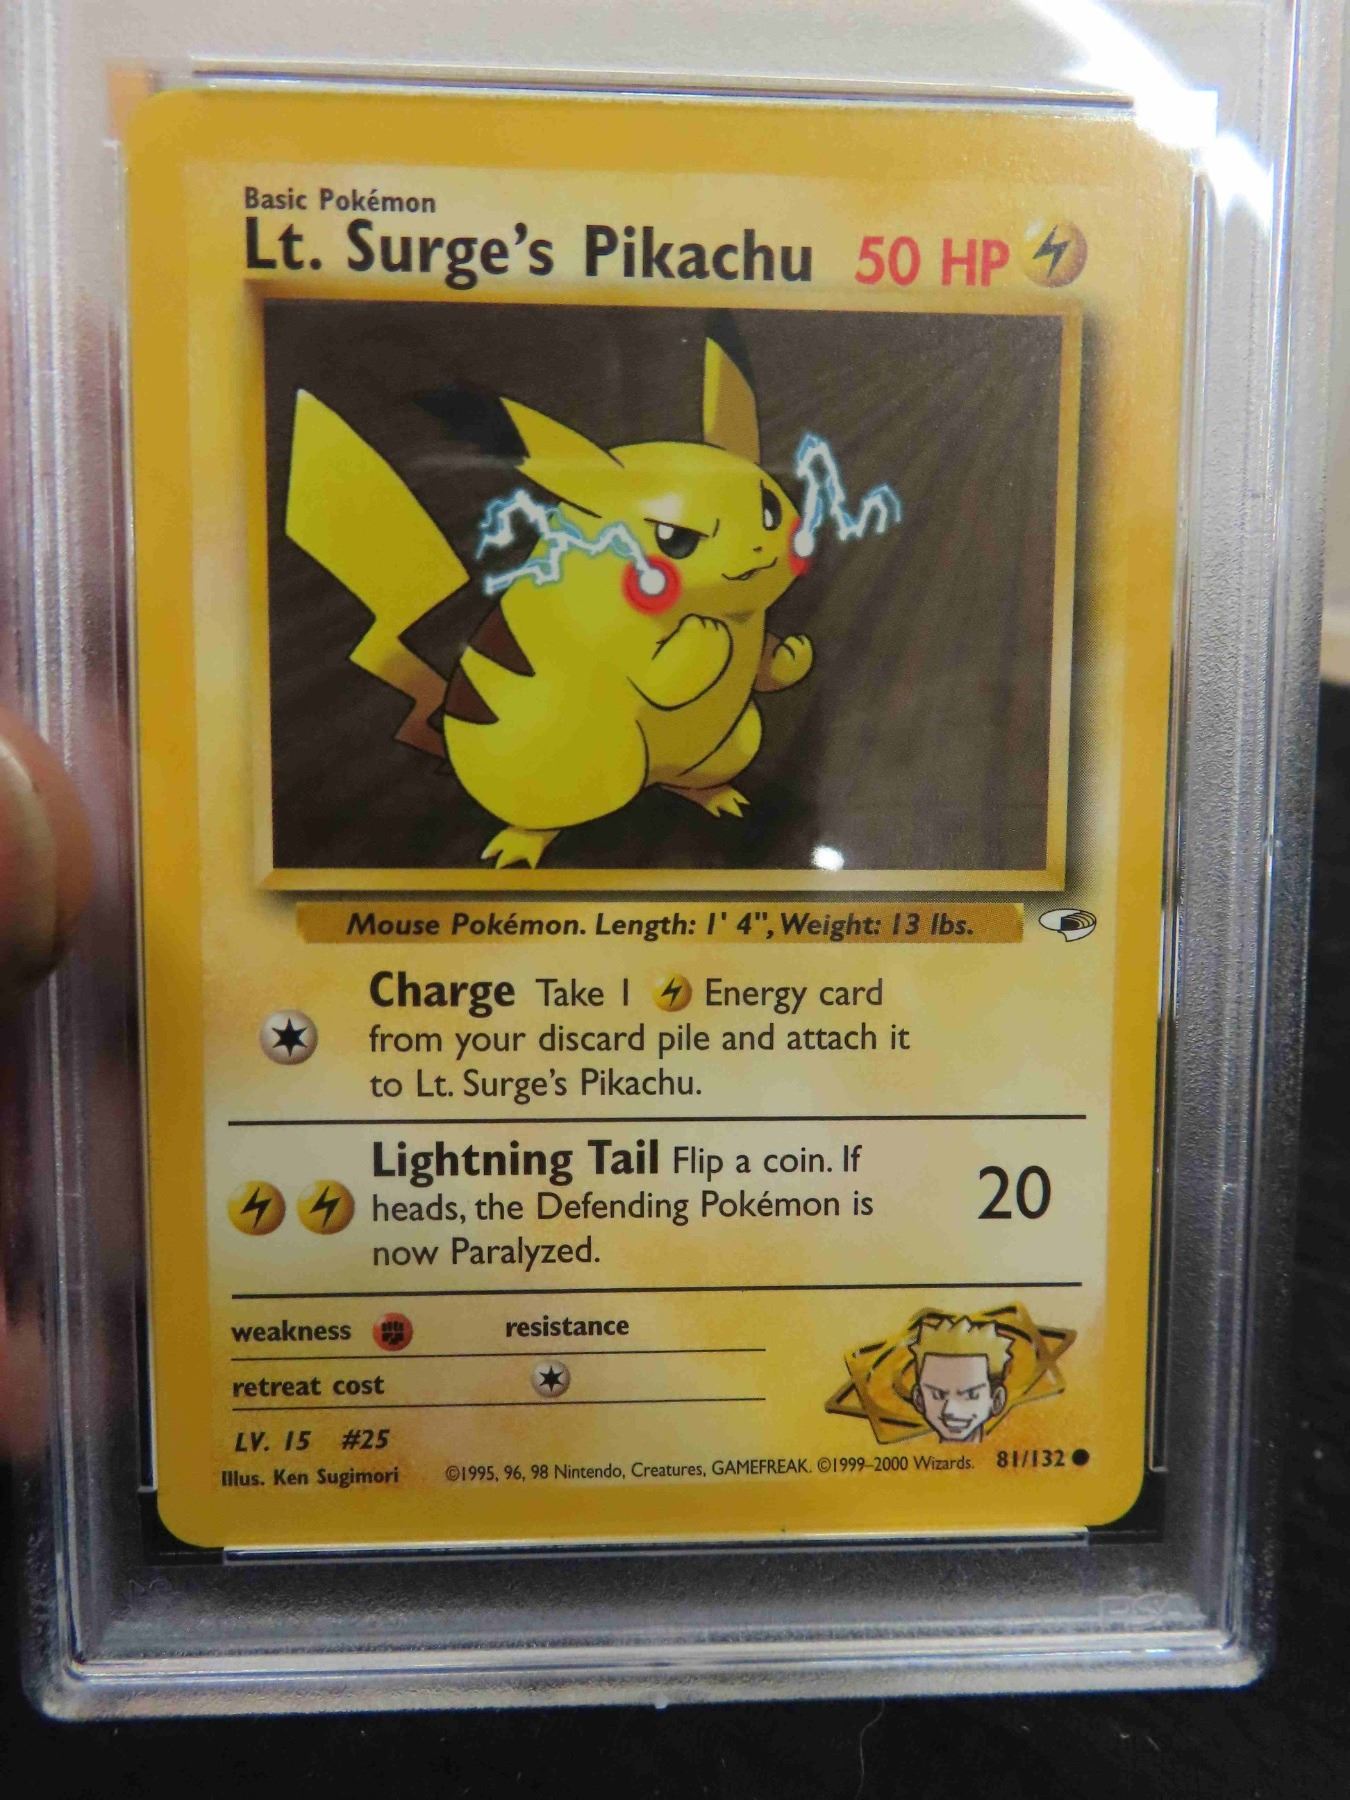 Basic Pokémon
Lt. Surge's Pikachu 50 HP
Mouse Pokémon. Length: 1' 4", Weight: 13 lbs.
Charge Take 1 Energy card
from your discard pile and attach it
to Lt. Surge's Pikachu.
Lightning Tail Flip a coin. If
heads, the Defending Pokémon is
now Paralyzed.
20
weakness resistance
retreat cost
LV. 15 #25
Illus. Ken Sugimori ©1995, 96, 98 Nintendo, Creatures, GAMEFREAK. ©1999–2000 Wizards. 81/132
PSA